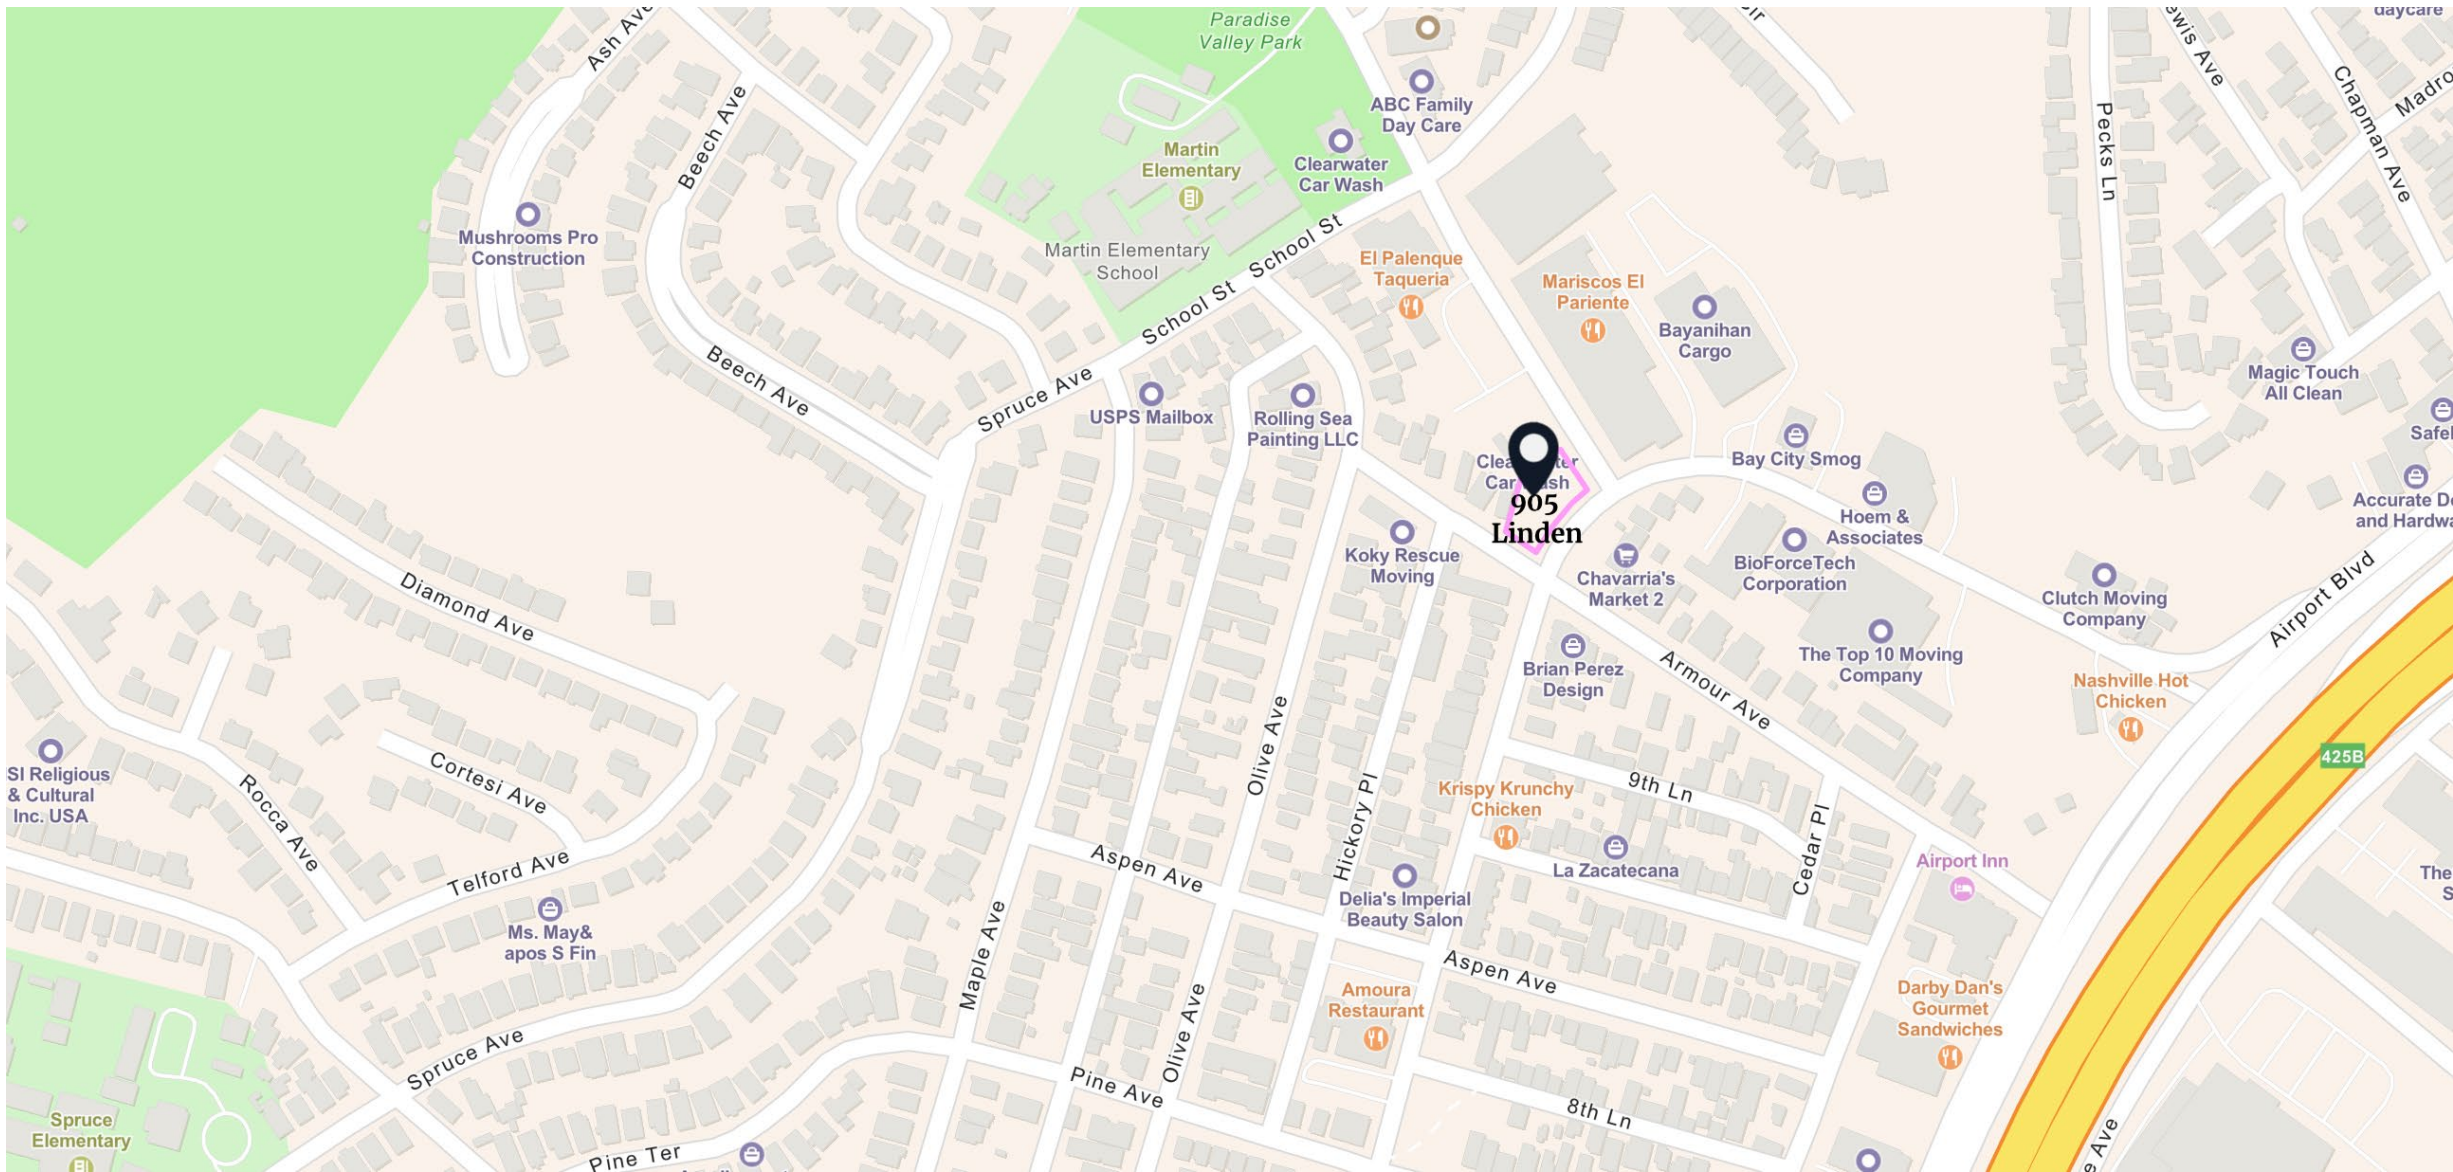 Ash Ave
Paradise
Valley Park
daycare
ABC Family
Day Care
Chapman Ave
Pecks Ln
Beech Ave
Martin
Elementary
Clearwater
Car Wash
Mushrooms Pro
Construction
Martin Elementary
School
School St
El Palenque
Taqueria
Mariscos El
Pariente
Bayanihan
Cargo
School St
Beech Ave
Spruce Ave
USPS Mailbox
Rolling Sea
Painting LLC
Magic Touch
All Clean
Bay City Smog
905
Linden
Hoem &
Associates
Accurate
and
Koky Rescue
Moving
Chavarria's
Market 2
BioForceTech
Corporation
Clutch Moving
Company
Airport Blvd
Diamond Ave
Brian Perez
Design
Armour Ave
The Top 10 Moving
Company
Nashville Hot
Chicken
425B
SI Religious
& Cultural
Inc. USA
Rocca Ave
Cortesi Ave
Olive Ave
Hickory Pl
Krispy Krunchy
Chicken
9th Ln
Cedar Pl
Telford Ave
Aspen Ave
La Zacatecana
Airport Inn
The
Delia's Imperial
Beauty Salon
Ms. May&
apos S Fin
Maple Ave
Aspen Ave
Amoura
Restaurant
Darby Dan's
Gourmet
Sandwiches
Olive Ave
Spruce Ave
Pine Ave
8th Ln
Spruce
Elementary
Pine Ter
Ave